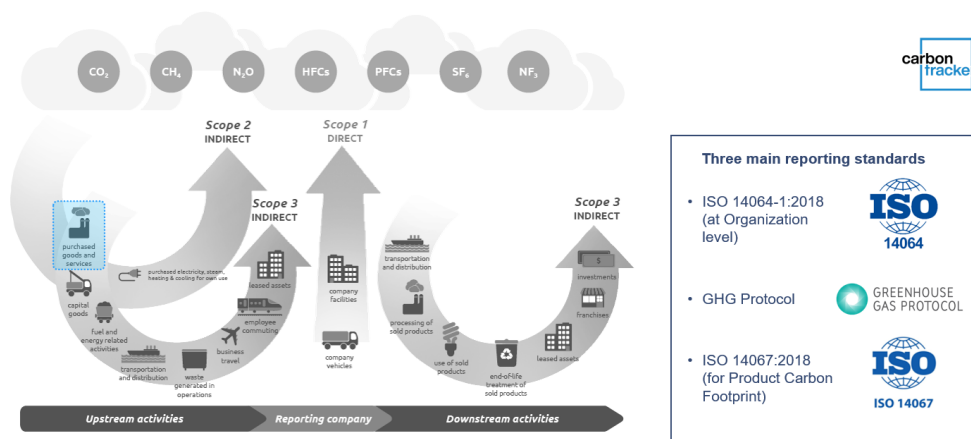 CO₂
CH₄
N₂O
HFCs
PFCs
SF₆
NF₃
carbon
tracke
Scope 2
INDIRECT
Scope 1
DIRECT
Scope 3
INDIRECT
Scope 3
INDIRECT
purchased
goods and
services
capital
goods
fuel and
energy related
activities
transportation
and distribution
waste
generated in
operations
business
travel
employee
commuting
leased assets
purchased electricity, steam,
heating & cooling for own use
company
facilities
company
vehicles
transportation
and distribution
processing of
sold products
use of sold
products
end-of-life
treatment of
sold products
leased assets
franchises
investments
$
Upstream activities
Reporting company
Downstream activities
Three main reporting standards
• ISO 14064-1:2018
(at Organization
level)
ISO
14064
• GHG Protocol
GREENHOUSE
GAS PROTOCOL
• ISO 14067:2018
(for Product Carbon
Footprint)
ISO
ISO 14067